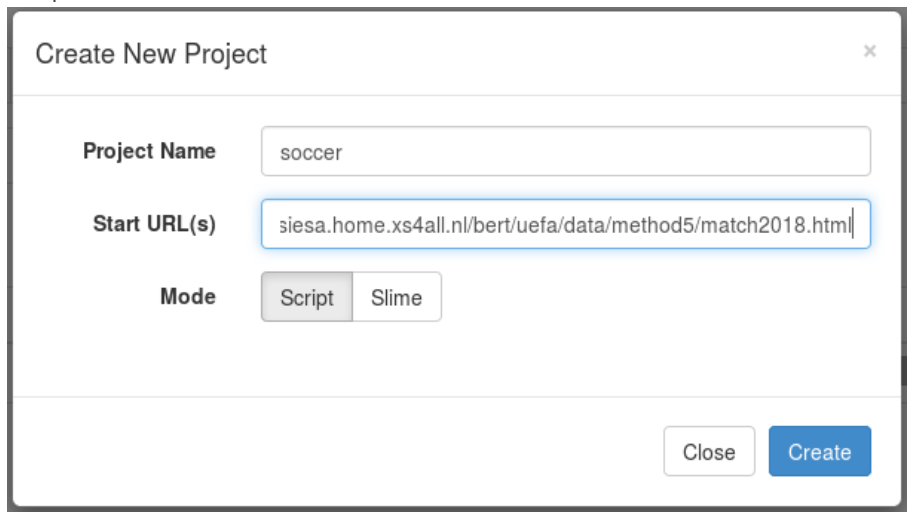 Create New Project ×
Project Name soccer
Start URL(s) siesa.home.xs4all.nl/bert/uefa/data/method5/match2018.html
Mode Script Slime
Close Create